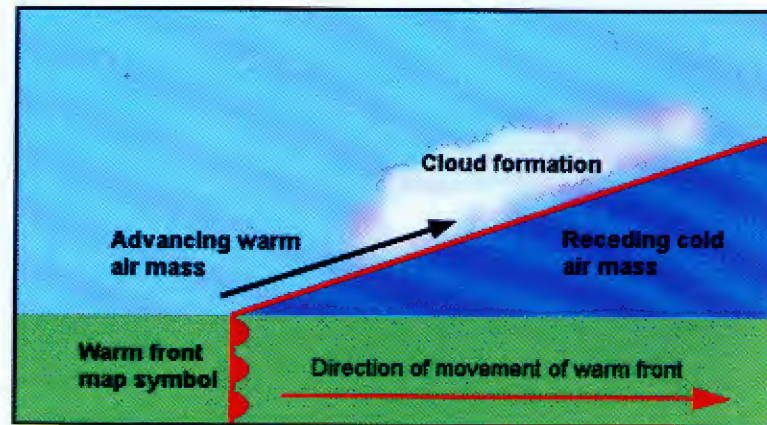 Cloud formation
Advancing warm
air mass
Receding cold
air mass
Warm front
map symbol
Direction of movement of warm front